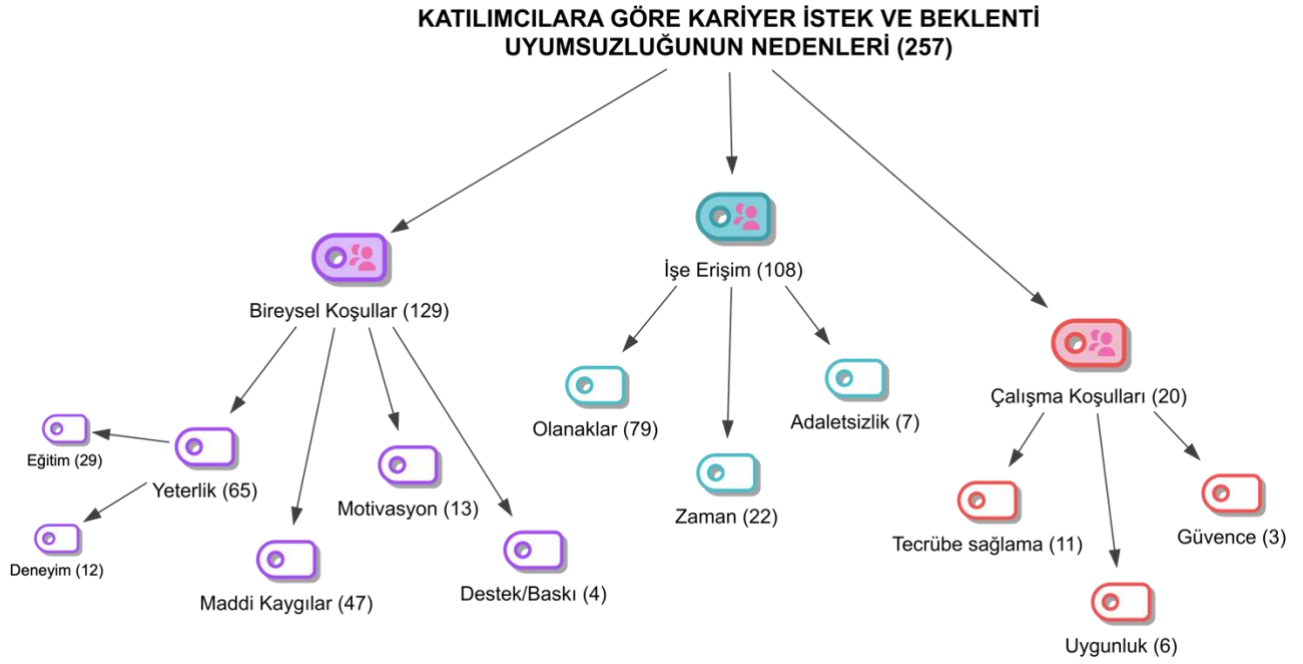 KATILIMCILARA GÖRE KARİYER İSTEK VE BEKLENTİ
UYUMSUZLUĞUNUN NEDENLERİ (257)
Bireysel Koşullar (129)
İşe Erişim (108)
Çalışma Koşulları (20)
Eğitim (29)
Yeterlik (65)
Deneyim (12)
Maddi Kaygılar (47)
Motivasyon (13)
Destek/Baskı (4)
Olanaklar (79)
Zaman (22)
Adaletsizlik (7)
Tecrübe sağlama (11)
Uygunluk (6)
Güvence (3)